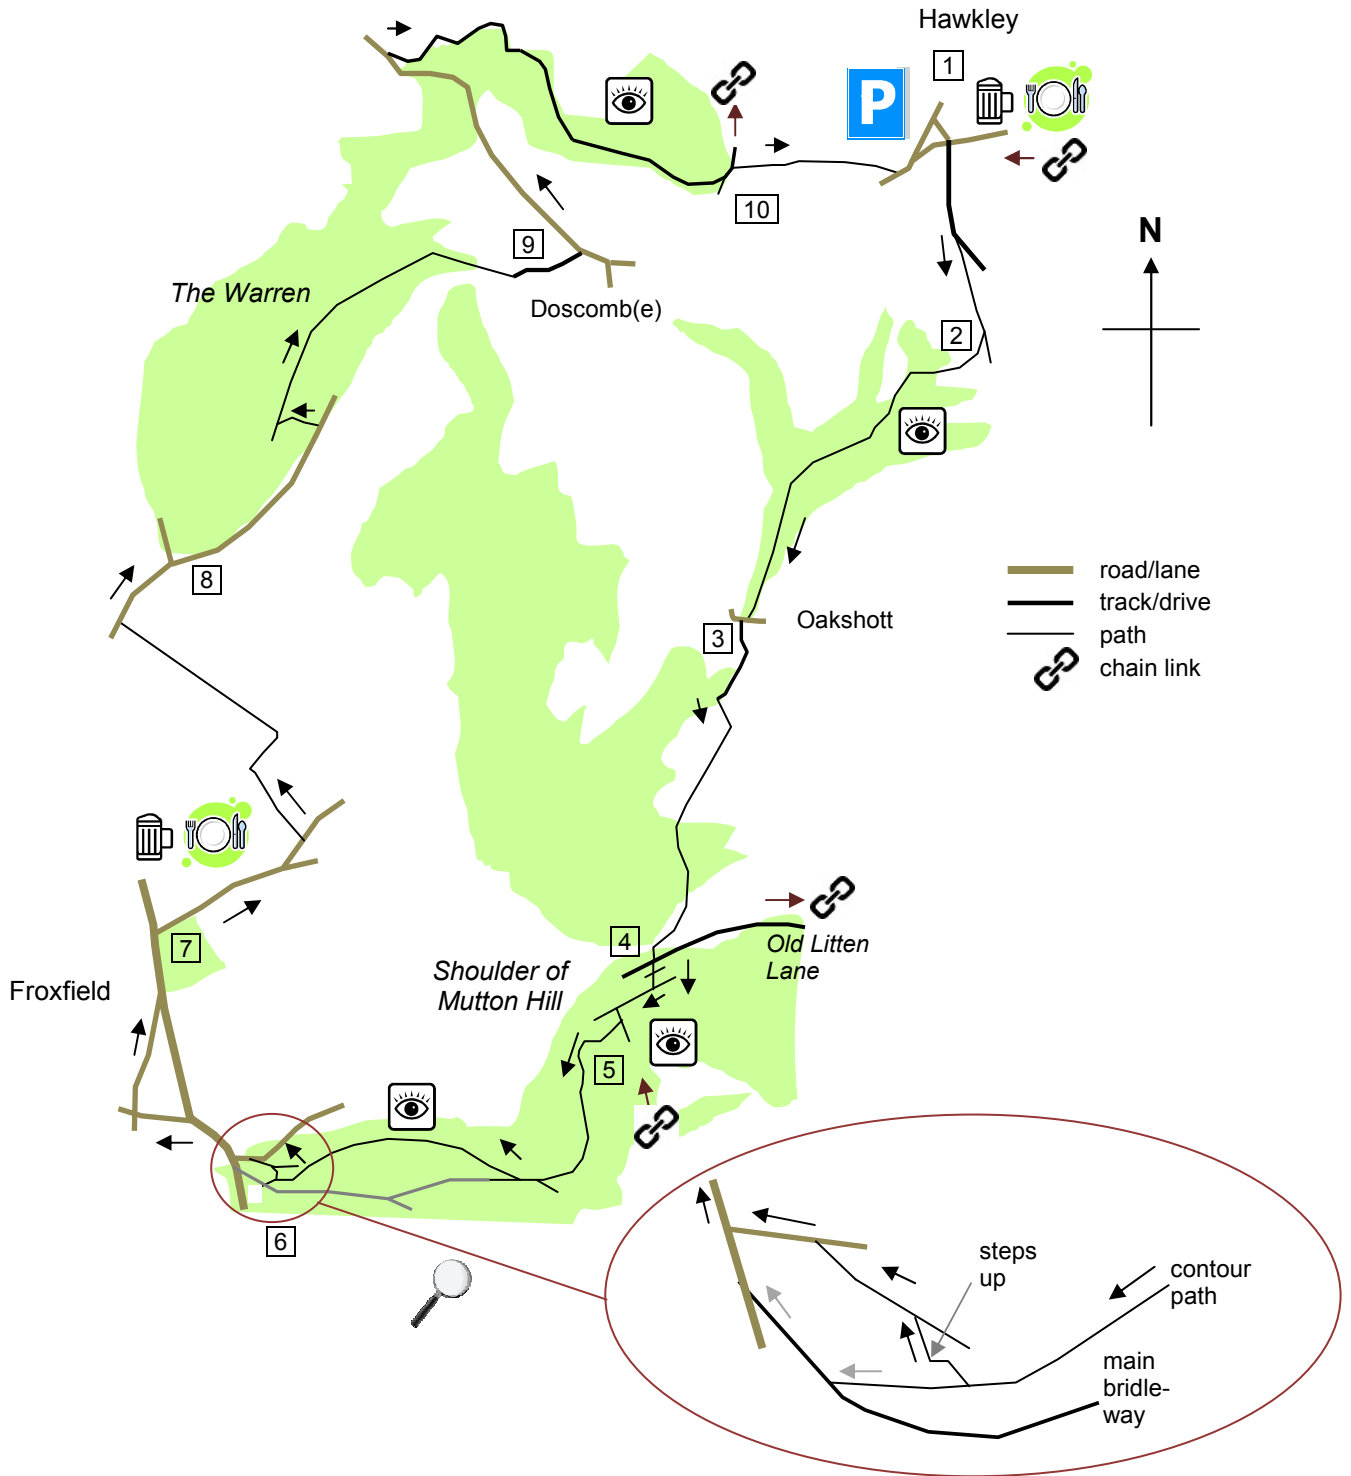 Hawkley
1
P
10
N
9
The Warren
Doscomb(e)
2
8
road/lane
track/drive
path
chain link
3
Oakshott
7
4
Old Litten
Lane
Shoulder of
Mutton Hill
Froxfield
5
6
steps
up
contour
path
main
bridle-
way